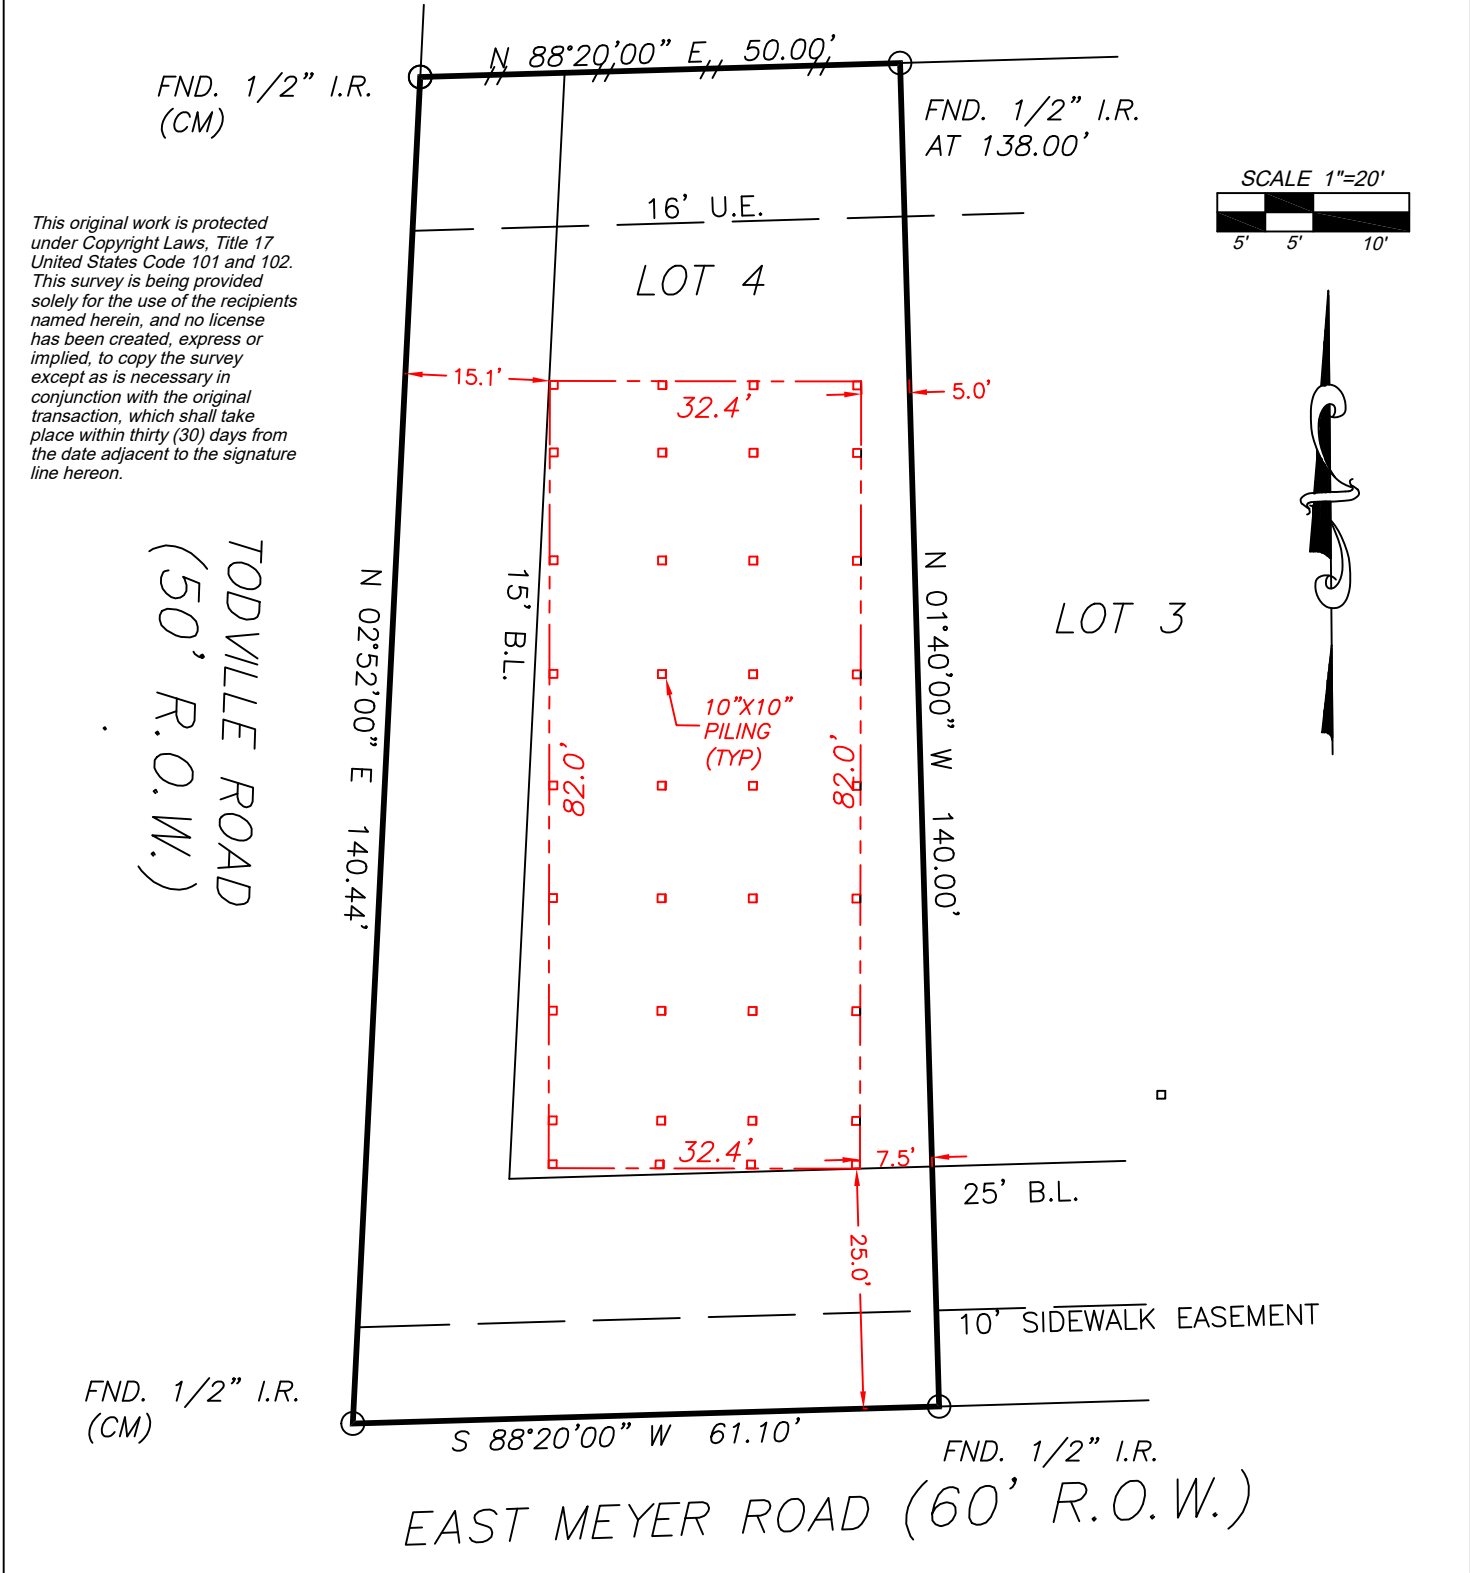 N 88°20'00" E 50.00'
FND. 1/2" I.R.
(CM)
FND. 1/2" I.R.
AT 138.00'
SCALE 1"=20'
5' 5' 10'
This original work is protected
under Copyright Laws, Title 17
United States Code 101 and 102.
This survey is being provided
solely for the use of the recipients
named herein, and no license
has been created, express or
implied, to copy the survey
except as is necessary in
conjunction with the original
transaction, which shall take
place within thirty (30) days from
the date adjacent to the signature
line hereon.
16' U.E.
LOT 4
15.1'
32.4'
5.0'
TODVILLE ROAD
(50' R.O.W.)
N 02°52'00" E 140.44'
15' B.L.
N 01°40'00" W 140.00'
LOT 3
10"X10"
PILING
(TYP)
82.0'
82.0'
32.4'
7.5'
25' B.L.
25.0'
10' SIDEWALK EASEMENT
FND. 1/2" I.R.
(CM)
S 88°20'00" W 61.10'
FND. 1/2" I.R.
EAST MEYER ROAD (60' R.O.W.)